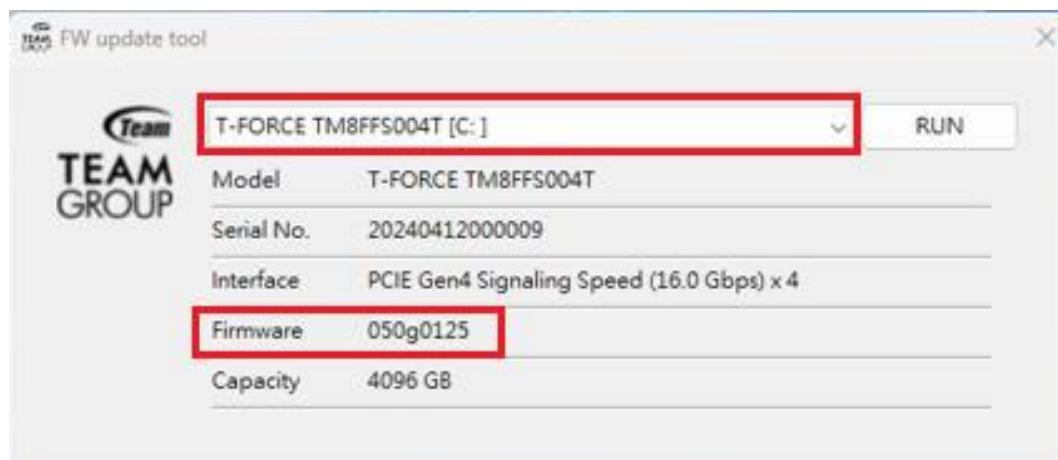 FW update tool
Team
TEAM
GROUP
T-FORCE TM8FFS004T [C: ]
RUN
Model T-FORCE TM8FFS004T
Serial No. 20240412000009
Interface PCIE Gen4 Signaling Speed (16.0 Gbps) x 4
Firmware 050g0125
Capacity 4096 GB